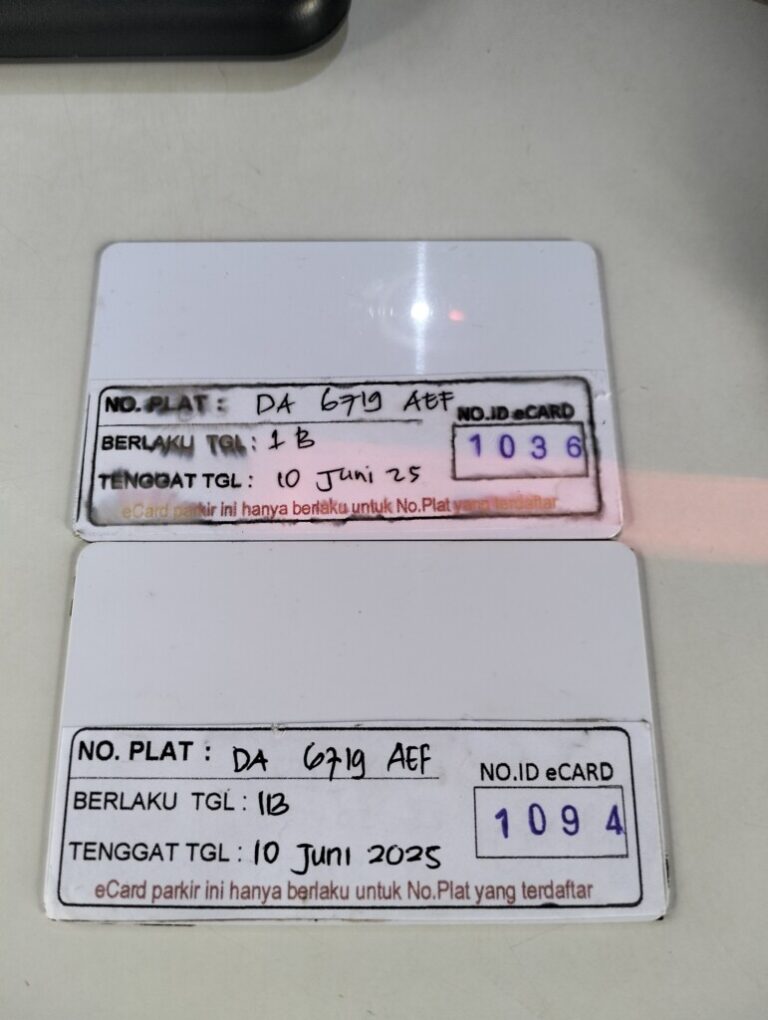 NO. PLAT : DA 6719 AEF
NO.ID eCARD
BERLAKU TGL : 1 B
1036
TENGGAT TGL : 10 Juni 25
eCard parkir ini hanya berlaku untuk No.Plat yang terdaftar
NO. PLAT : DA 6719 AEF
NO.ID eCARD
BERLAKU TGL : 1B
1094
TENGGAT TGL : 10 Juni 2025
eCard parkir ini hanya berlaku untuk No.Plat yang terdaftar